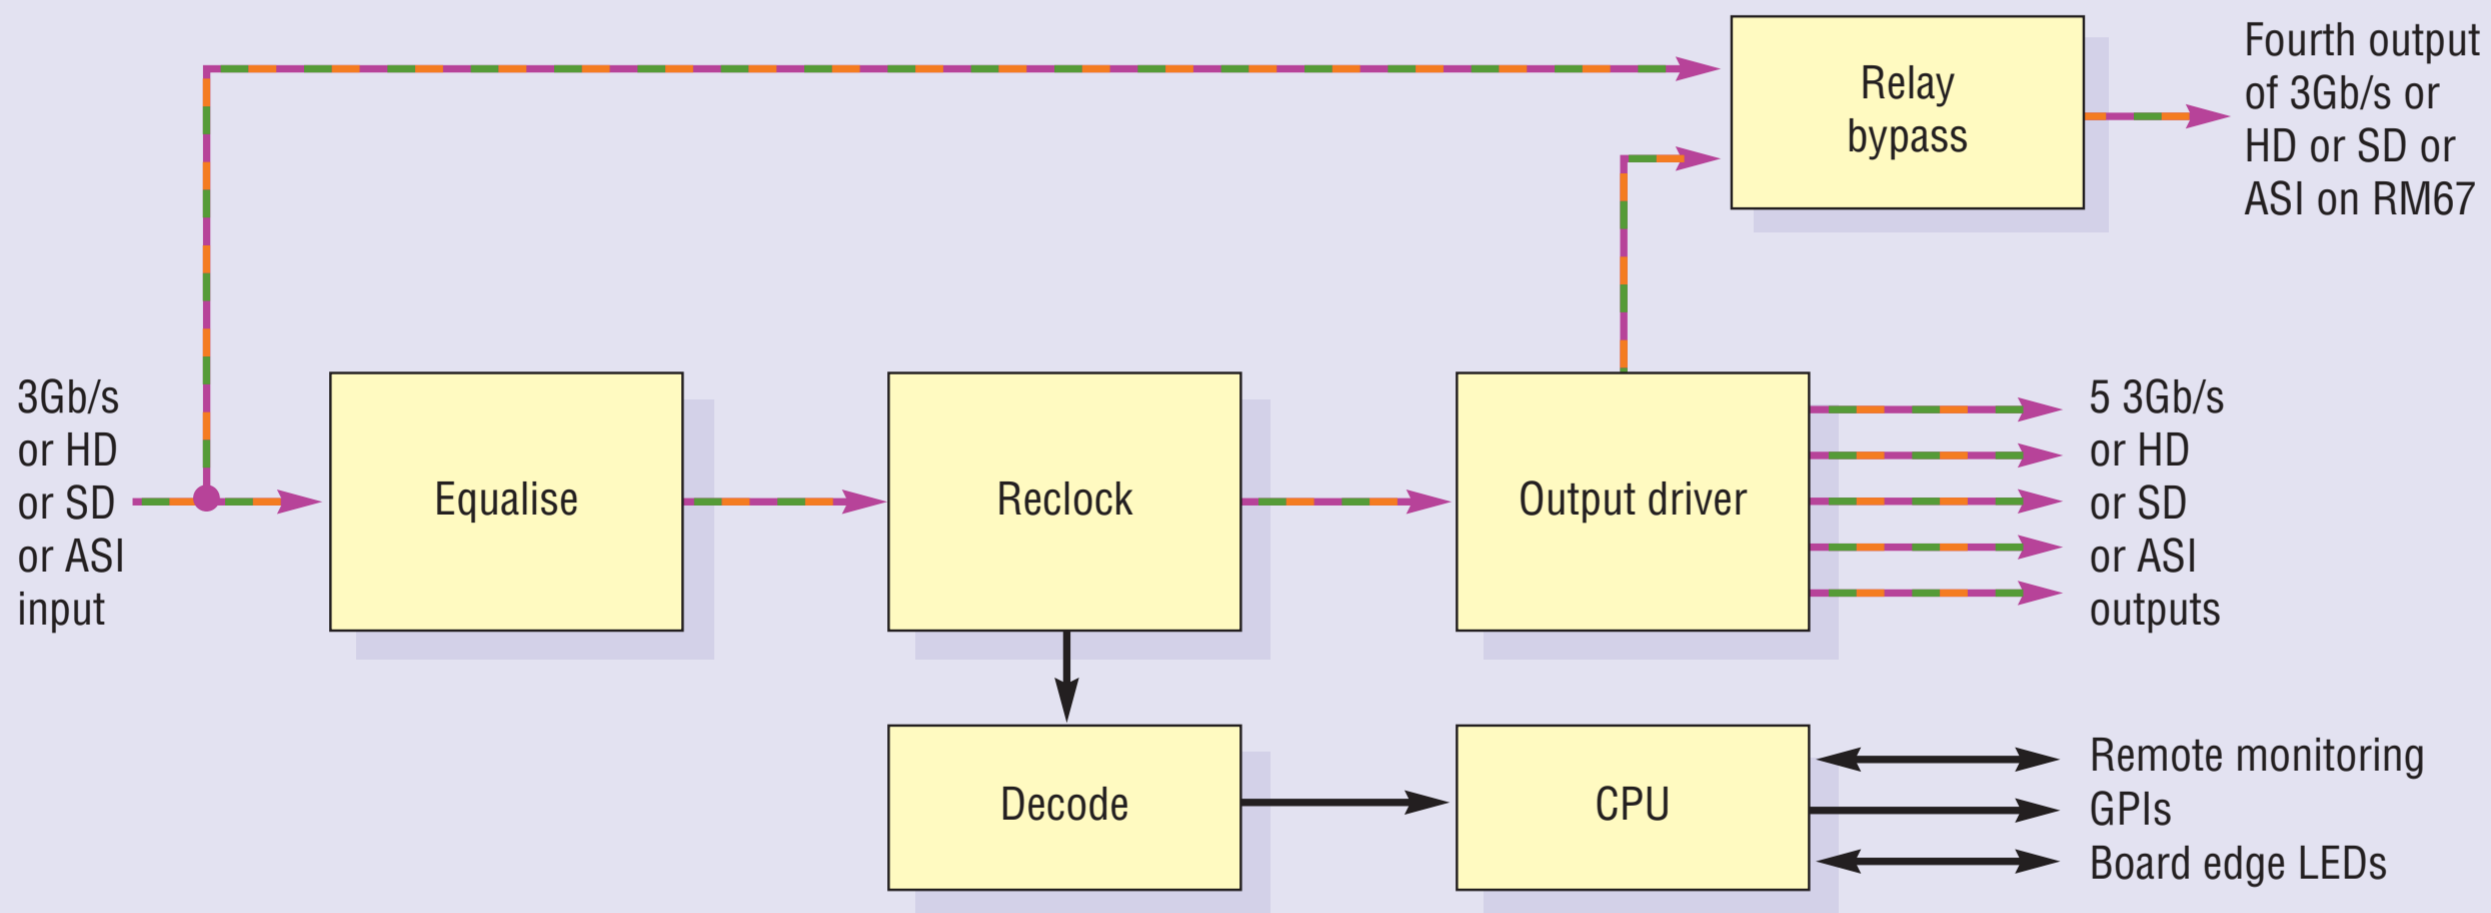 Relay
bypass
Fourth output
of 3Gb/s or
HD or SD or
ASI on RM67
3Gb/s
or HD
or SD
or ASI
input
Equalise
Reclock
Output driver
5 3Gb/s
or HD
or SD
or ASI
outputs
Decode
CPU
Remote monitoring
GPIs
Board edge LEDs